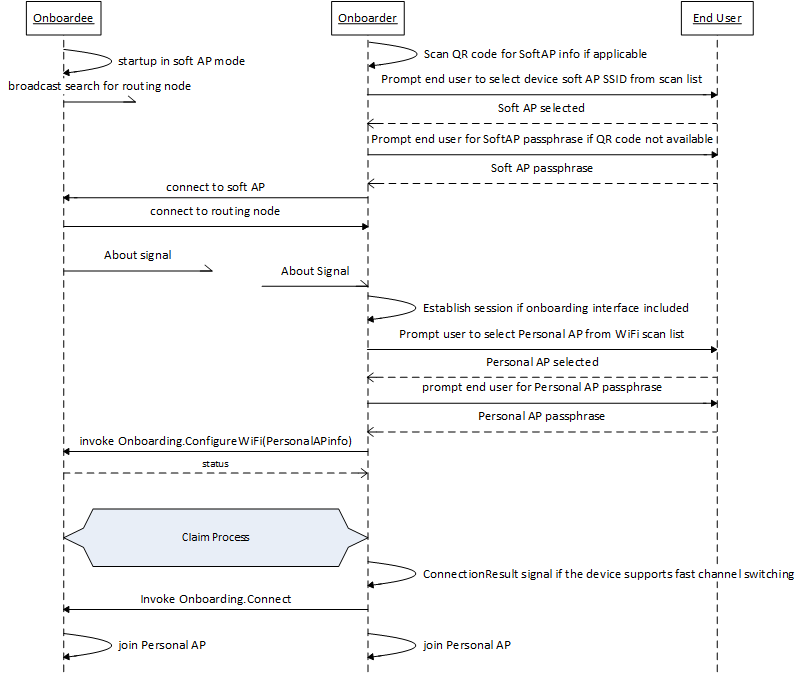 Onboardee
Onboarder
End User
Scan QR code for SoftAP info if applicable
startup in soft AP mode
Prompt end user to select device soft AP SSID from scan list
broadcast search for routing node
Soft AP selected
Prompt end user for SoftAP passphrase if QR code not available
Soft AP passphrase
connect to soft AP
connect to routing node
About signal
About Signal
Establish session if onboarding interface included
Prompt user to select Personal AP from WiFi scan list
Personal AP selected
prompt end user for Personal AP passphrase
Personal AP passphrase
invoke Onboarding.ConfigureWiFi(PersonalAPinfo)
status
Claim Process
ConnectionResult signal if the device supports fast channel switching
Invoke Onboarding.Connect
join Personal AP
join Personal AP